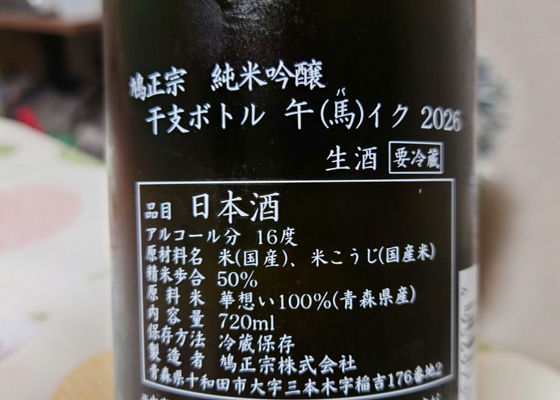 鳩正宗 純米吟醸
干支ボトル 午(馬)イク 2026
バ
生酒 要冷蔵
品目 日本酒
アルコール分 16度
原材料名 米(国産)、米こうじ(国産米)
精米歩合 50%
原料米 華想い100%(青森県産)
内容量 720ml
保存方法 冷蔵保存
製造者 鳩正宗株式会社
青森県十和田市大字三本木字稲吉176番地2